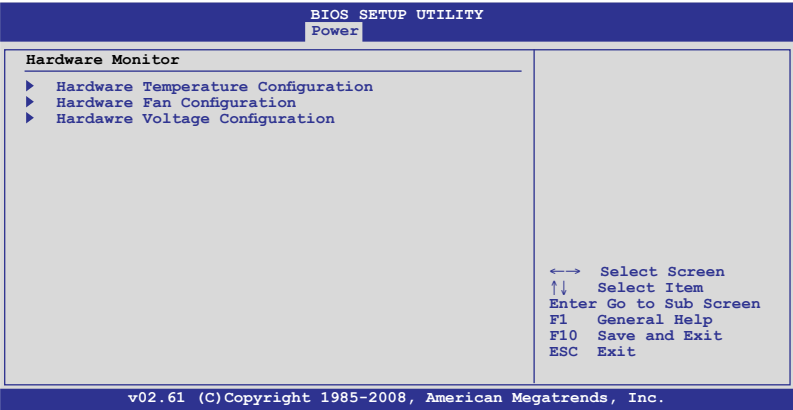 BIOS SETUP UTILITY
Power
Hardware Monitor
Hardware Temperature Configuration
Hardware Fan Configuration
Hardawre Voltage Configuration
←→ Select Screen
↑↓ Select Item
Enter Go to Sub Screen
F1 General Help
F10 Save and Exit
ESC Exit
v02.61 (C)Copyright 1985-2008, American Megatrends, Inc.